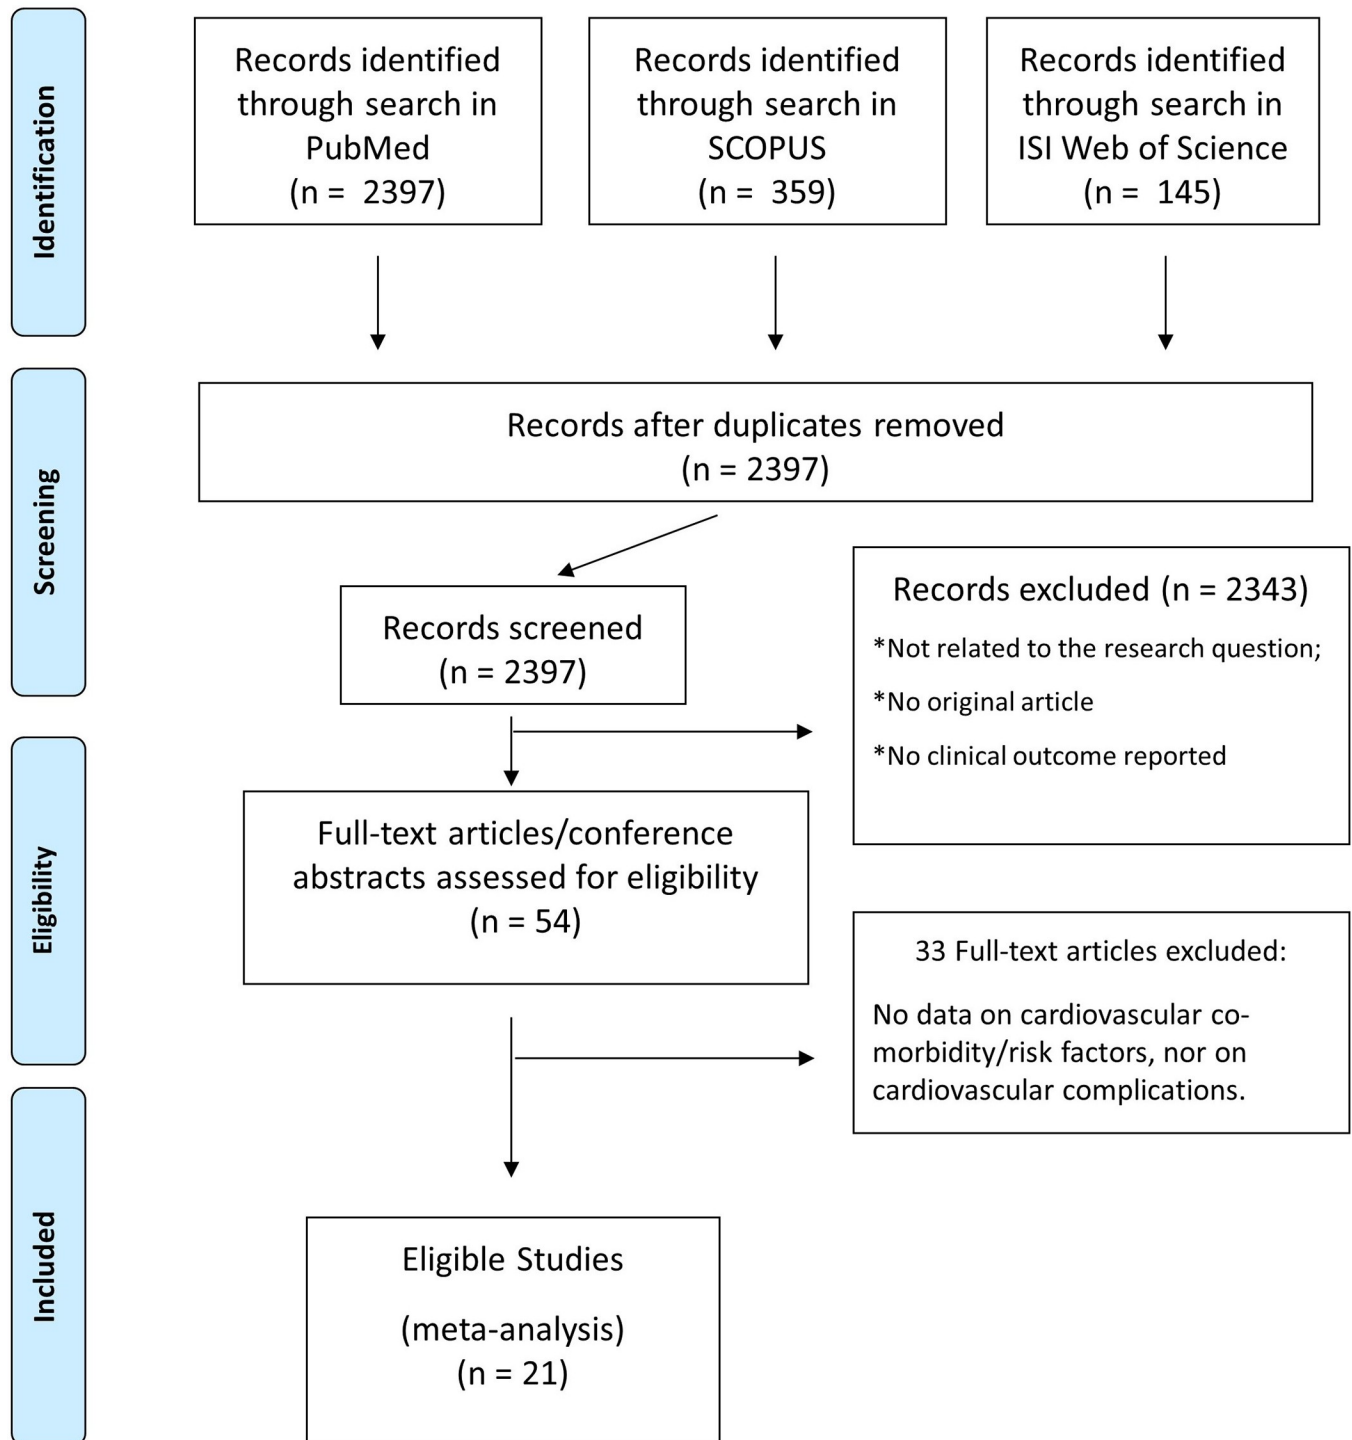 Identification
Records identified
through search in
PubMed
(n =  2397)
Records identified
through search in
SCOPUS
(n =  359)
Records identified
through search in
ISI Web of Science
(n =  145)
Screening
Records after duplicates removed
(n = 2397)
Records screened
(n = 2397)
Records excluded (n = 2343)
*Not related to the research question;
*No original article
*No clinical outcome reported
Eligibility
Full-text articles/conference
abstracts assessed for eligibility
(n = 54)
33 Full-text articles excluded:
No data on cardiovascular co-
morbidity/risk factors, nor on
cardiovascular complications.
Included
Eligible Studies
(meta-analysis)
(n = 21)